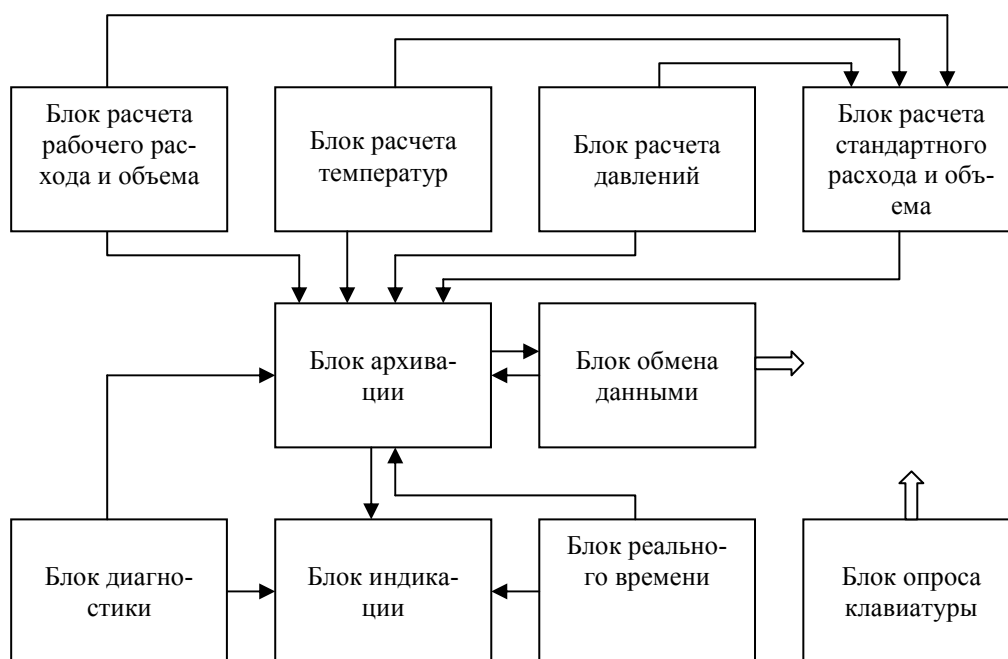 Блок расчета
рабочего рас-
хода и объема
Блок расчета
температур
Блок расчета
давлений
Блок расчета
стандартного
расхода и объ-
ема
Блок архива-
ции
Блок обмена
данными
Блок диагно-
стики
Блок индика-
ции
Блок реально-
го времени
Блок опроса
клавиатуры